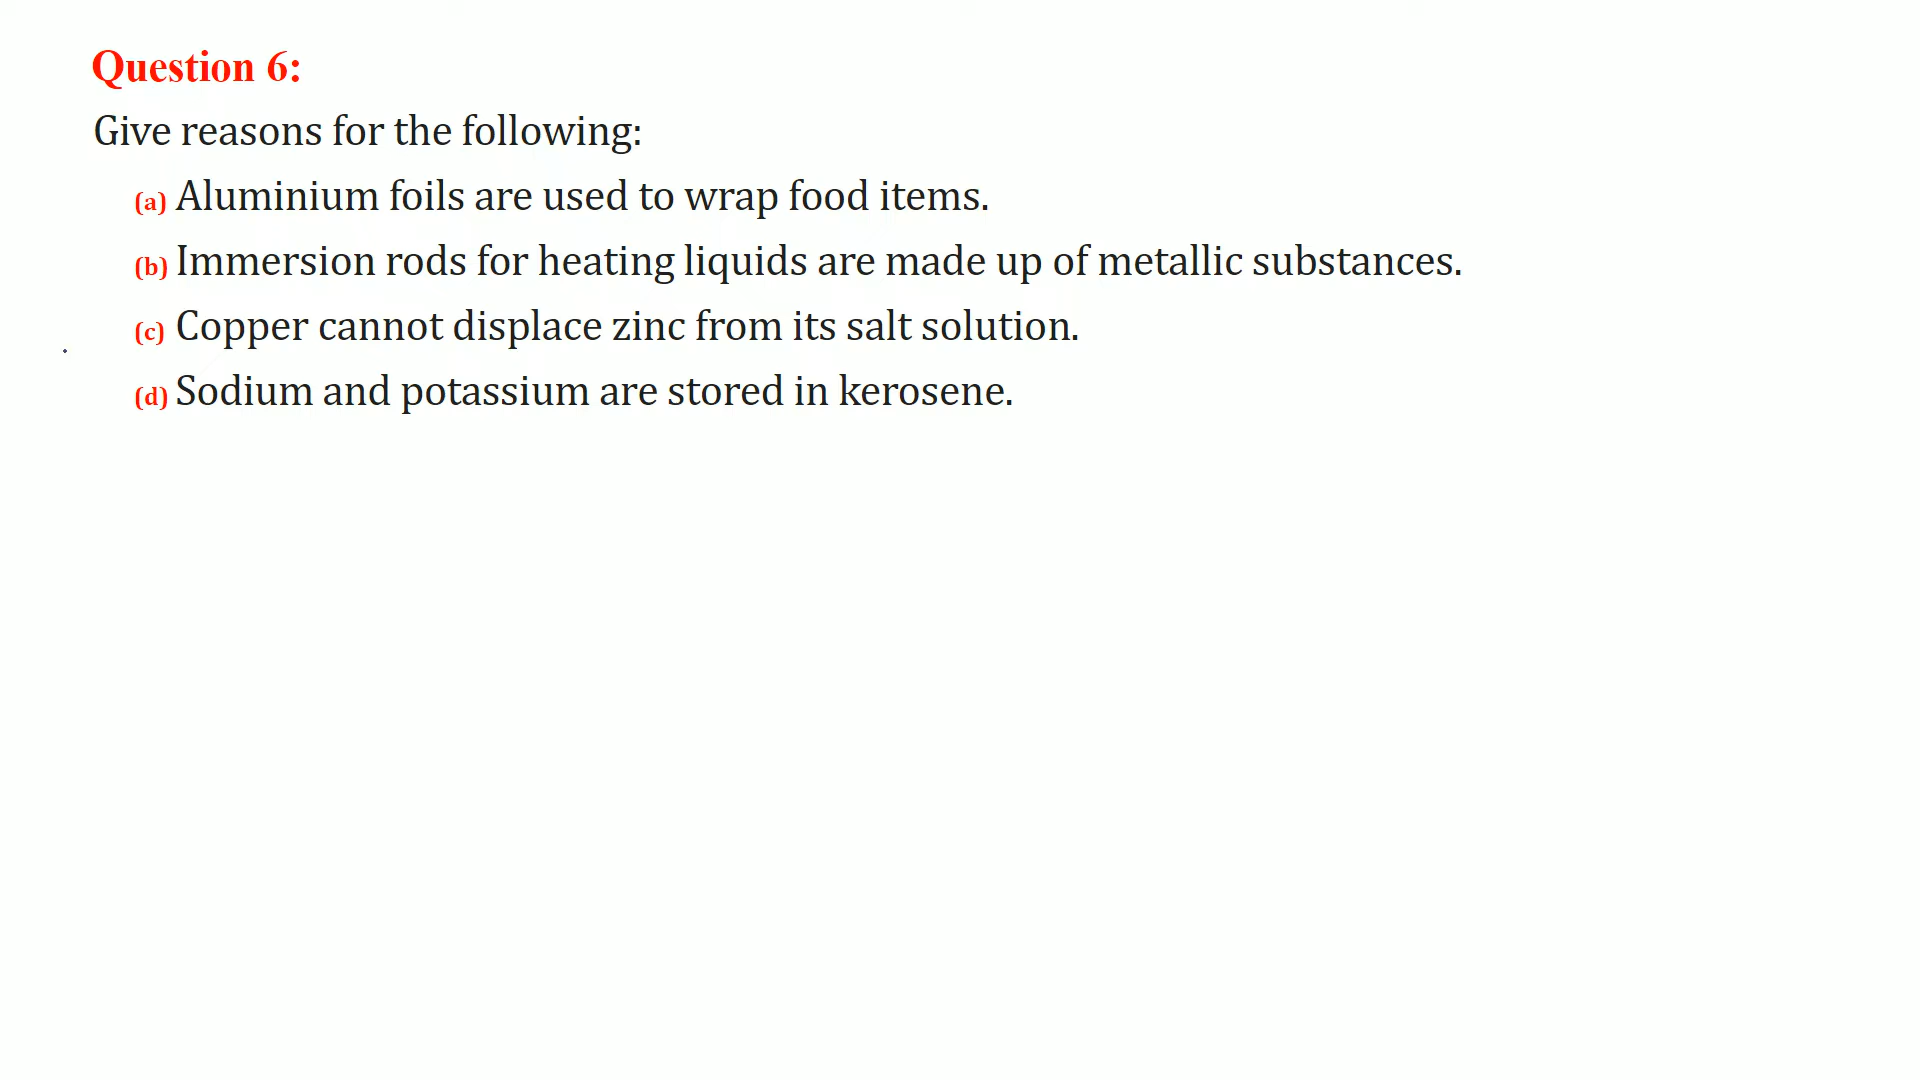 Question 6:
Give reasons for the following:
(a) Aluminium foils are used to wrap food items.
(b) Immersion rods for heating liquids are made up of metallic substances.
(c) Copper cannot displace zinc from its salt solution.
(d) Sodium and potassium are stored in kerosene.